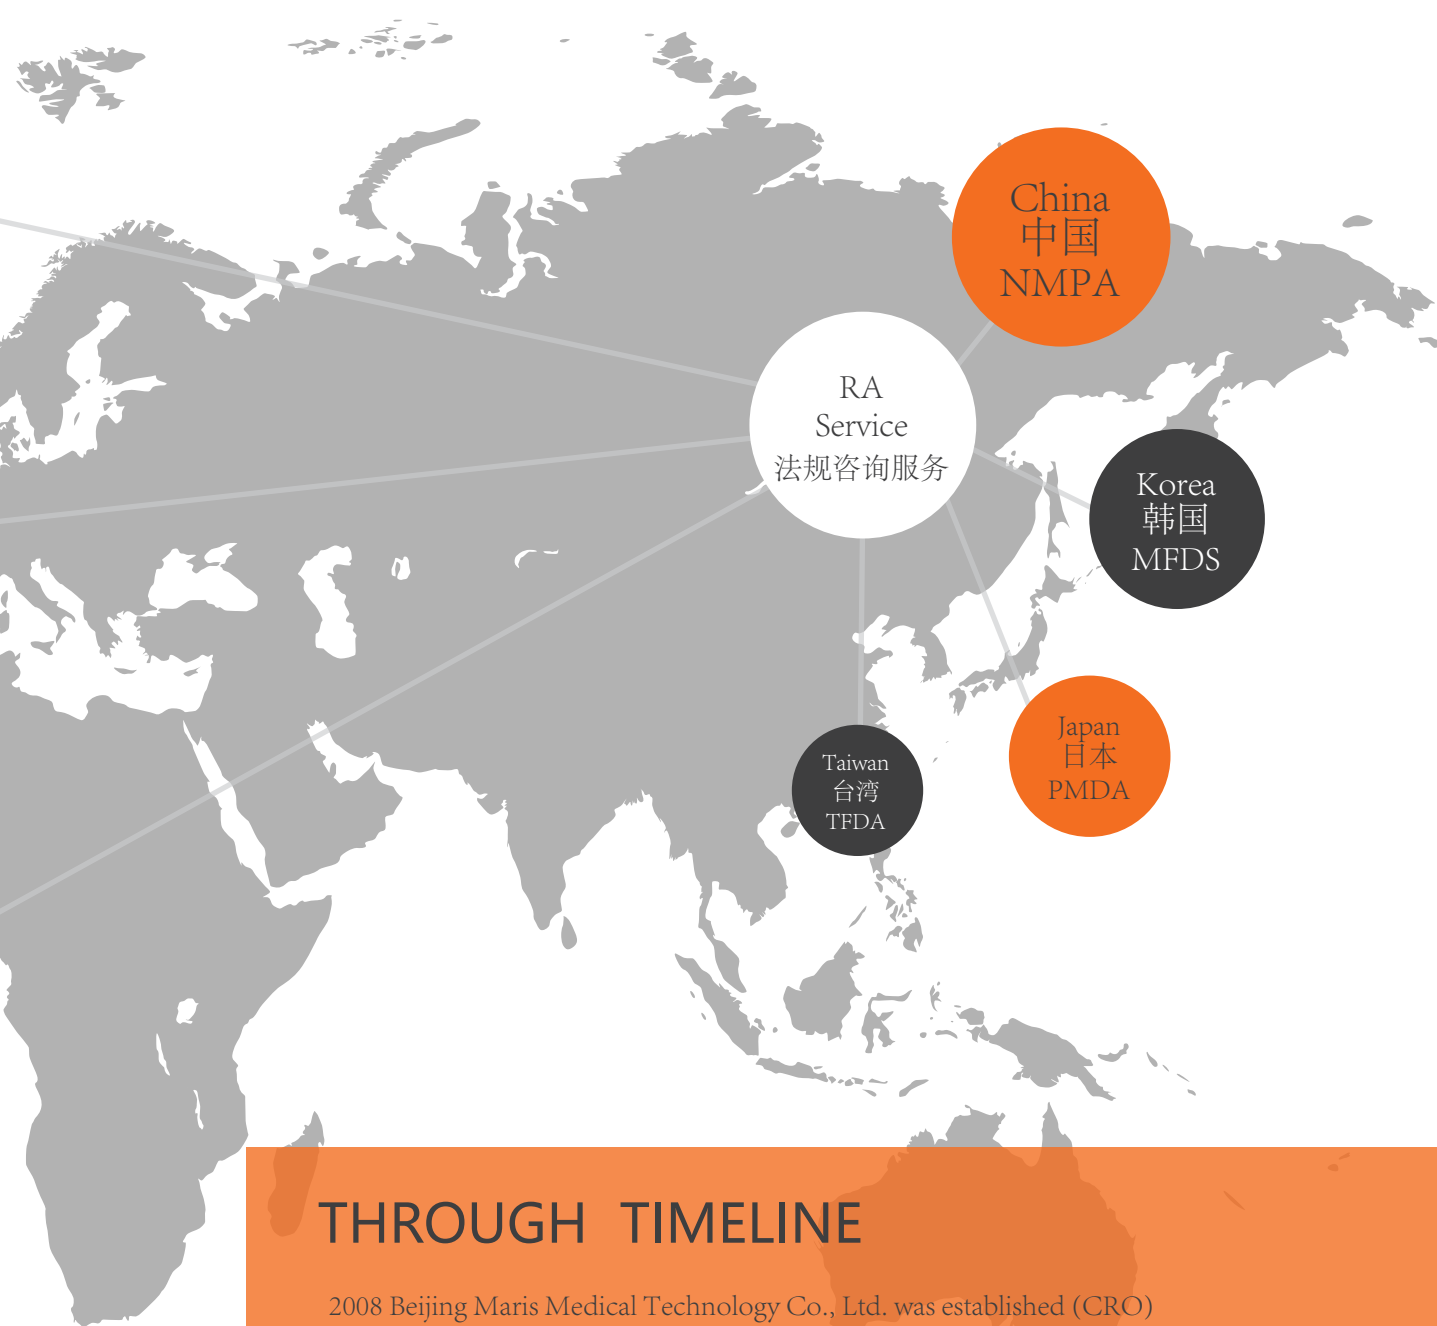 China
中国
NMPA
RA
Service
法规咨询服务
Korea
韩国
MFDS
Japan
日本
PMDA
Taiwan
台湾
TFDA
THROUGH TIMELINE
2008 Beijing Maris Medical Technology Co., Ltd. was established (CRO)